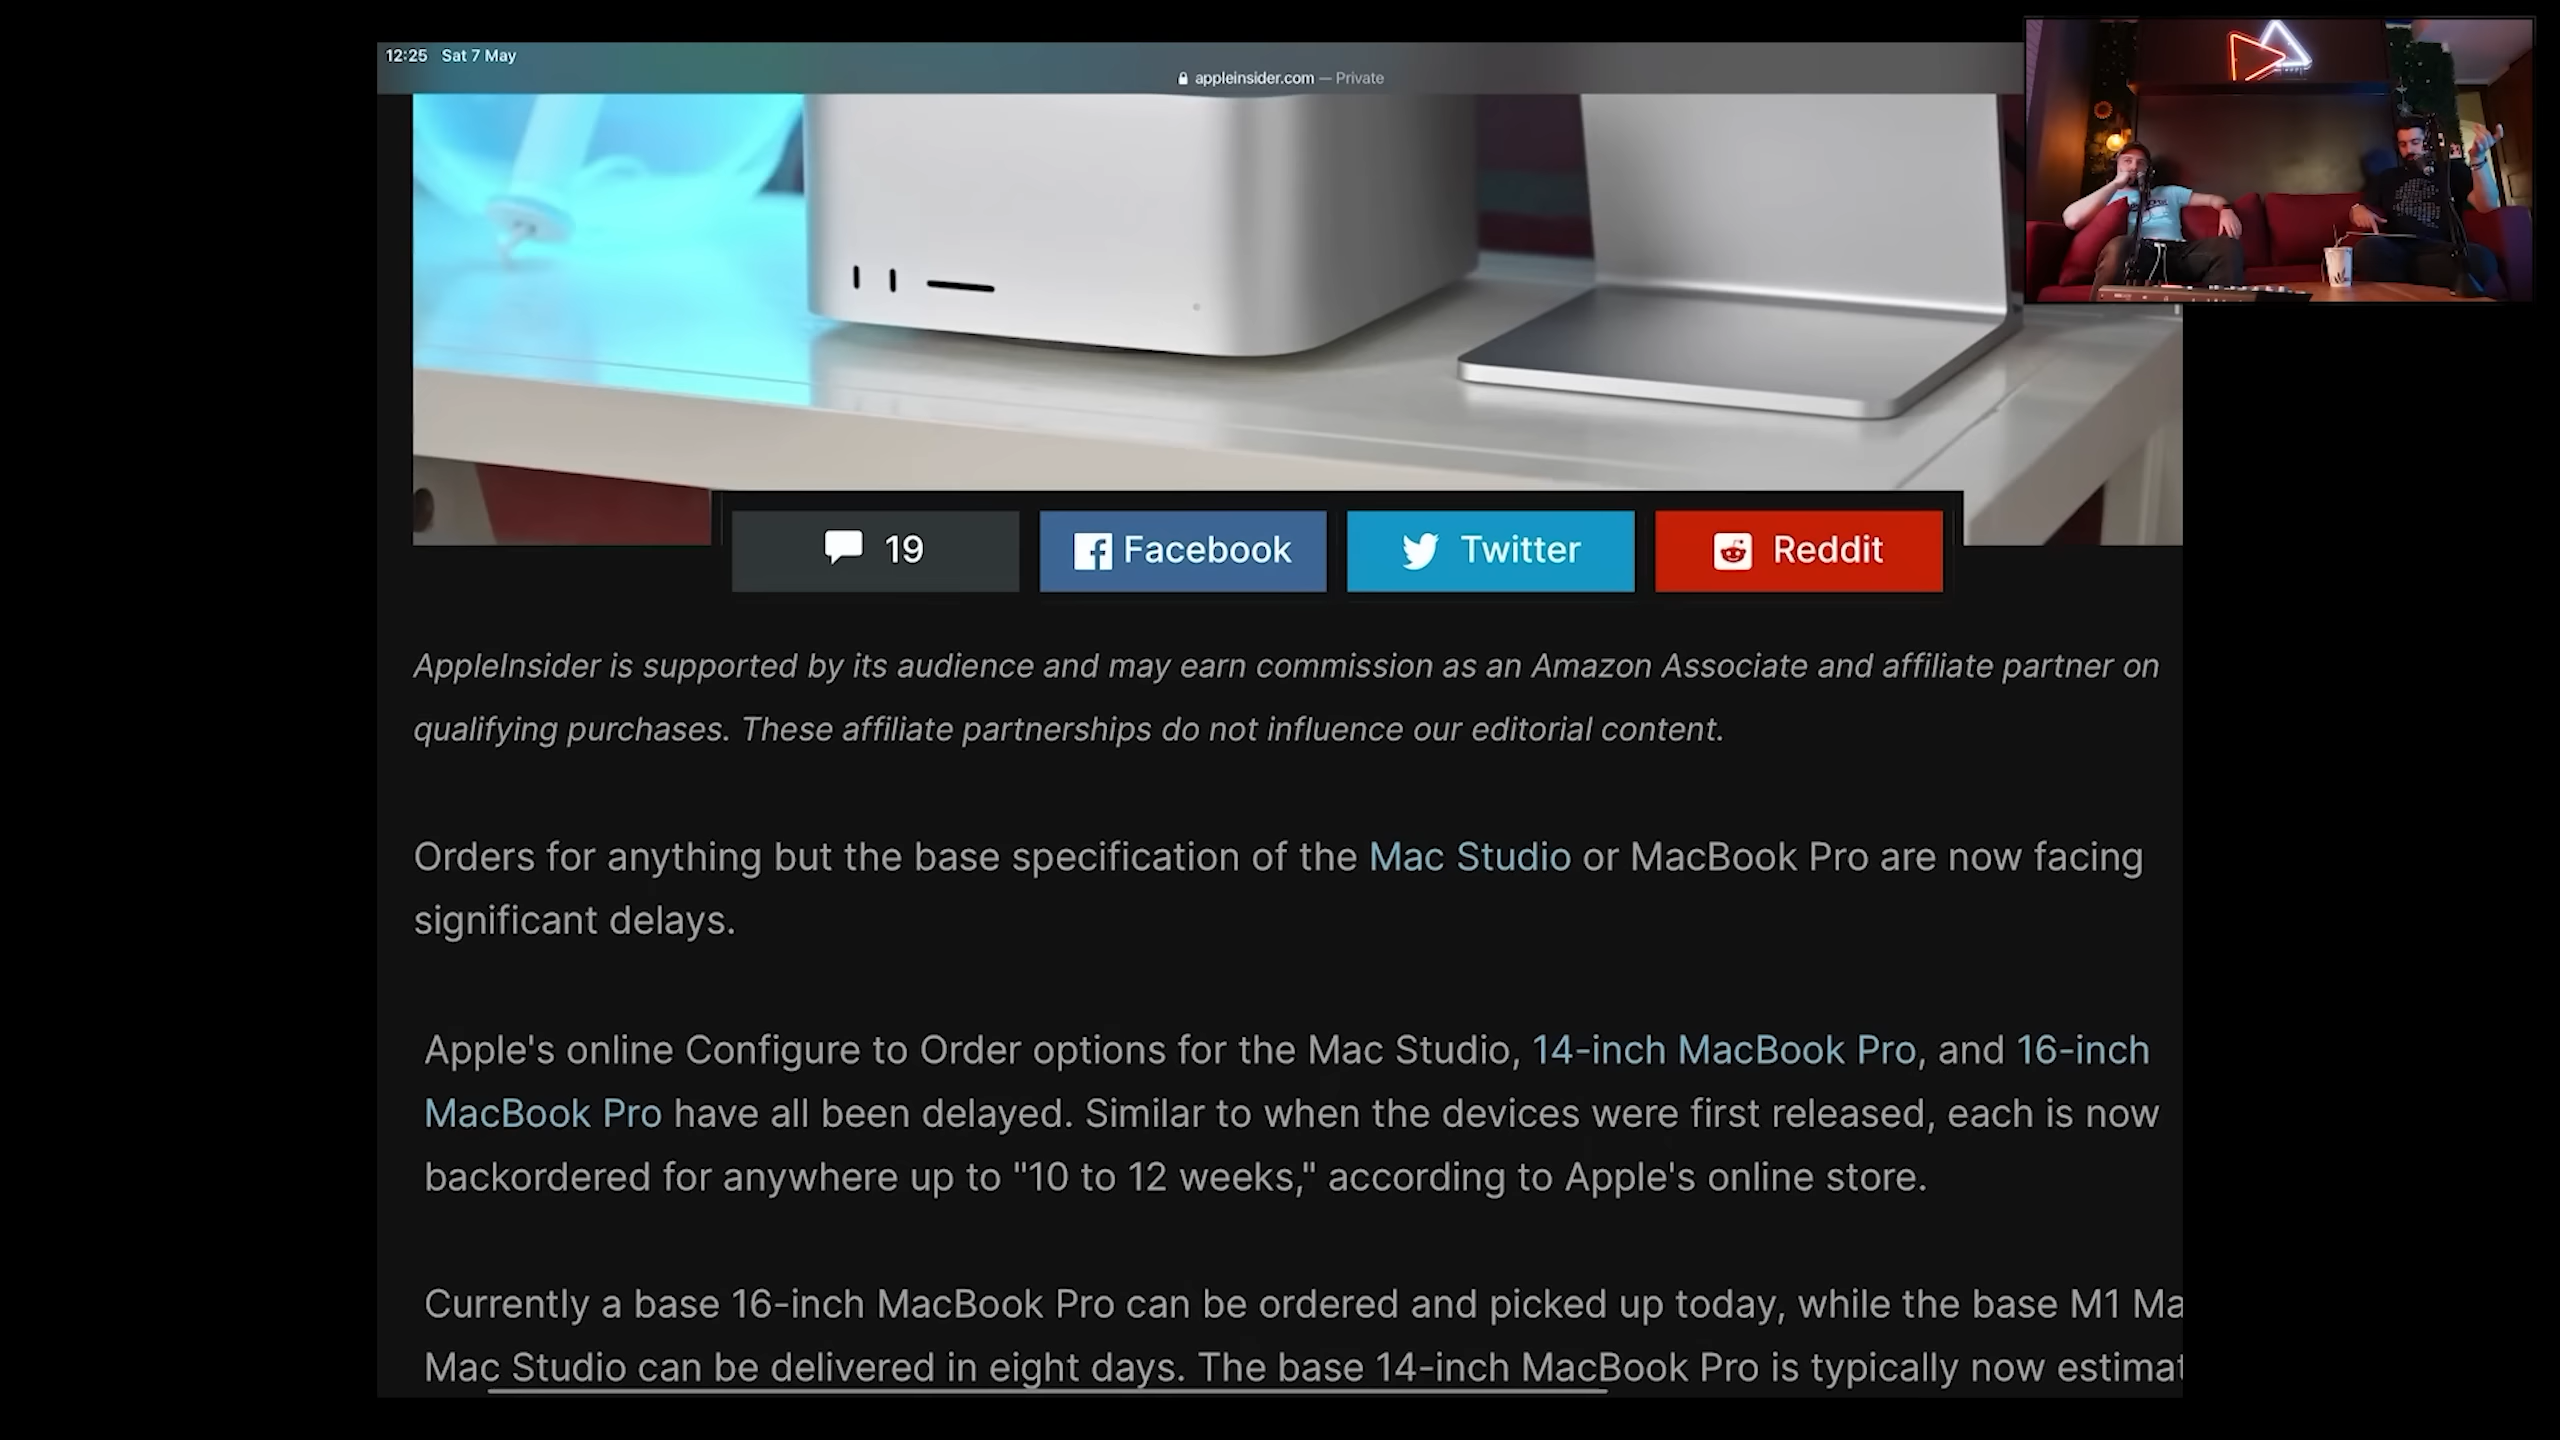 12:25 Sat 7 May
appleinsider.com — Private
19
Facebook
Twitter
Reddit
AppleInsider is supported by its audience and may earn commission as an Amazon Associate and affiliate partner on
qualifying purchases. These affiliate partnerships do not influence our editorial content.
Orders for anything but the base specification of the Mac Studio or MacBook Pro are now facing
significant delays.
Apple's online Configure to Order options for the Mac Studio, 14-inch MacBook Pro, and 16-inch
MacBook Pro have all been delayed. Similar to when the devices were first released, each is now
backordered for anywhere up to "10 to 12 weeks," according to Apple's online store.
Currently a base 16-inch MacBook Pro can be ordered and picked up today, while the base M1 Ma
Mac Studio can be delivered in eight days. The base 14-inch MacBook Pro is typically now estimat